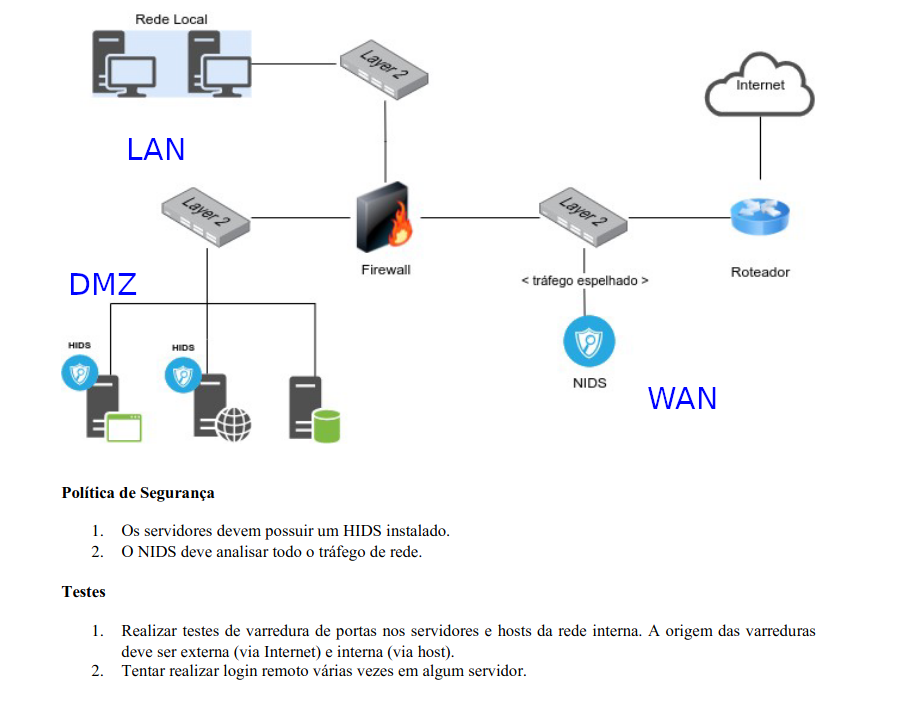 Rede Local
Layer 2
Internet
LAN
Layer 2
Layer 2
Firewall
Roteador
DMZ
< tráfego espelhado >
HIDS
HIDS
NIDS
WAN
Política de Segurança
1. Os servidores devem possuir um HIDS instalado.
2. O NIDS deve analisar todo o tráfego de rede.
Testes
1. Realizar testes de varredura de portas nos servidores e hosts da rede interna. A origem das varreduras
deve ser externa (via Internet) e interna (via host).
2. Tentar realizar login remoto várias vezes em algum servidor.